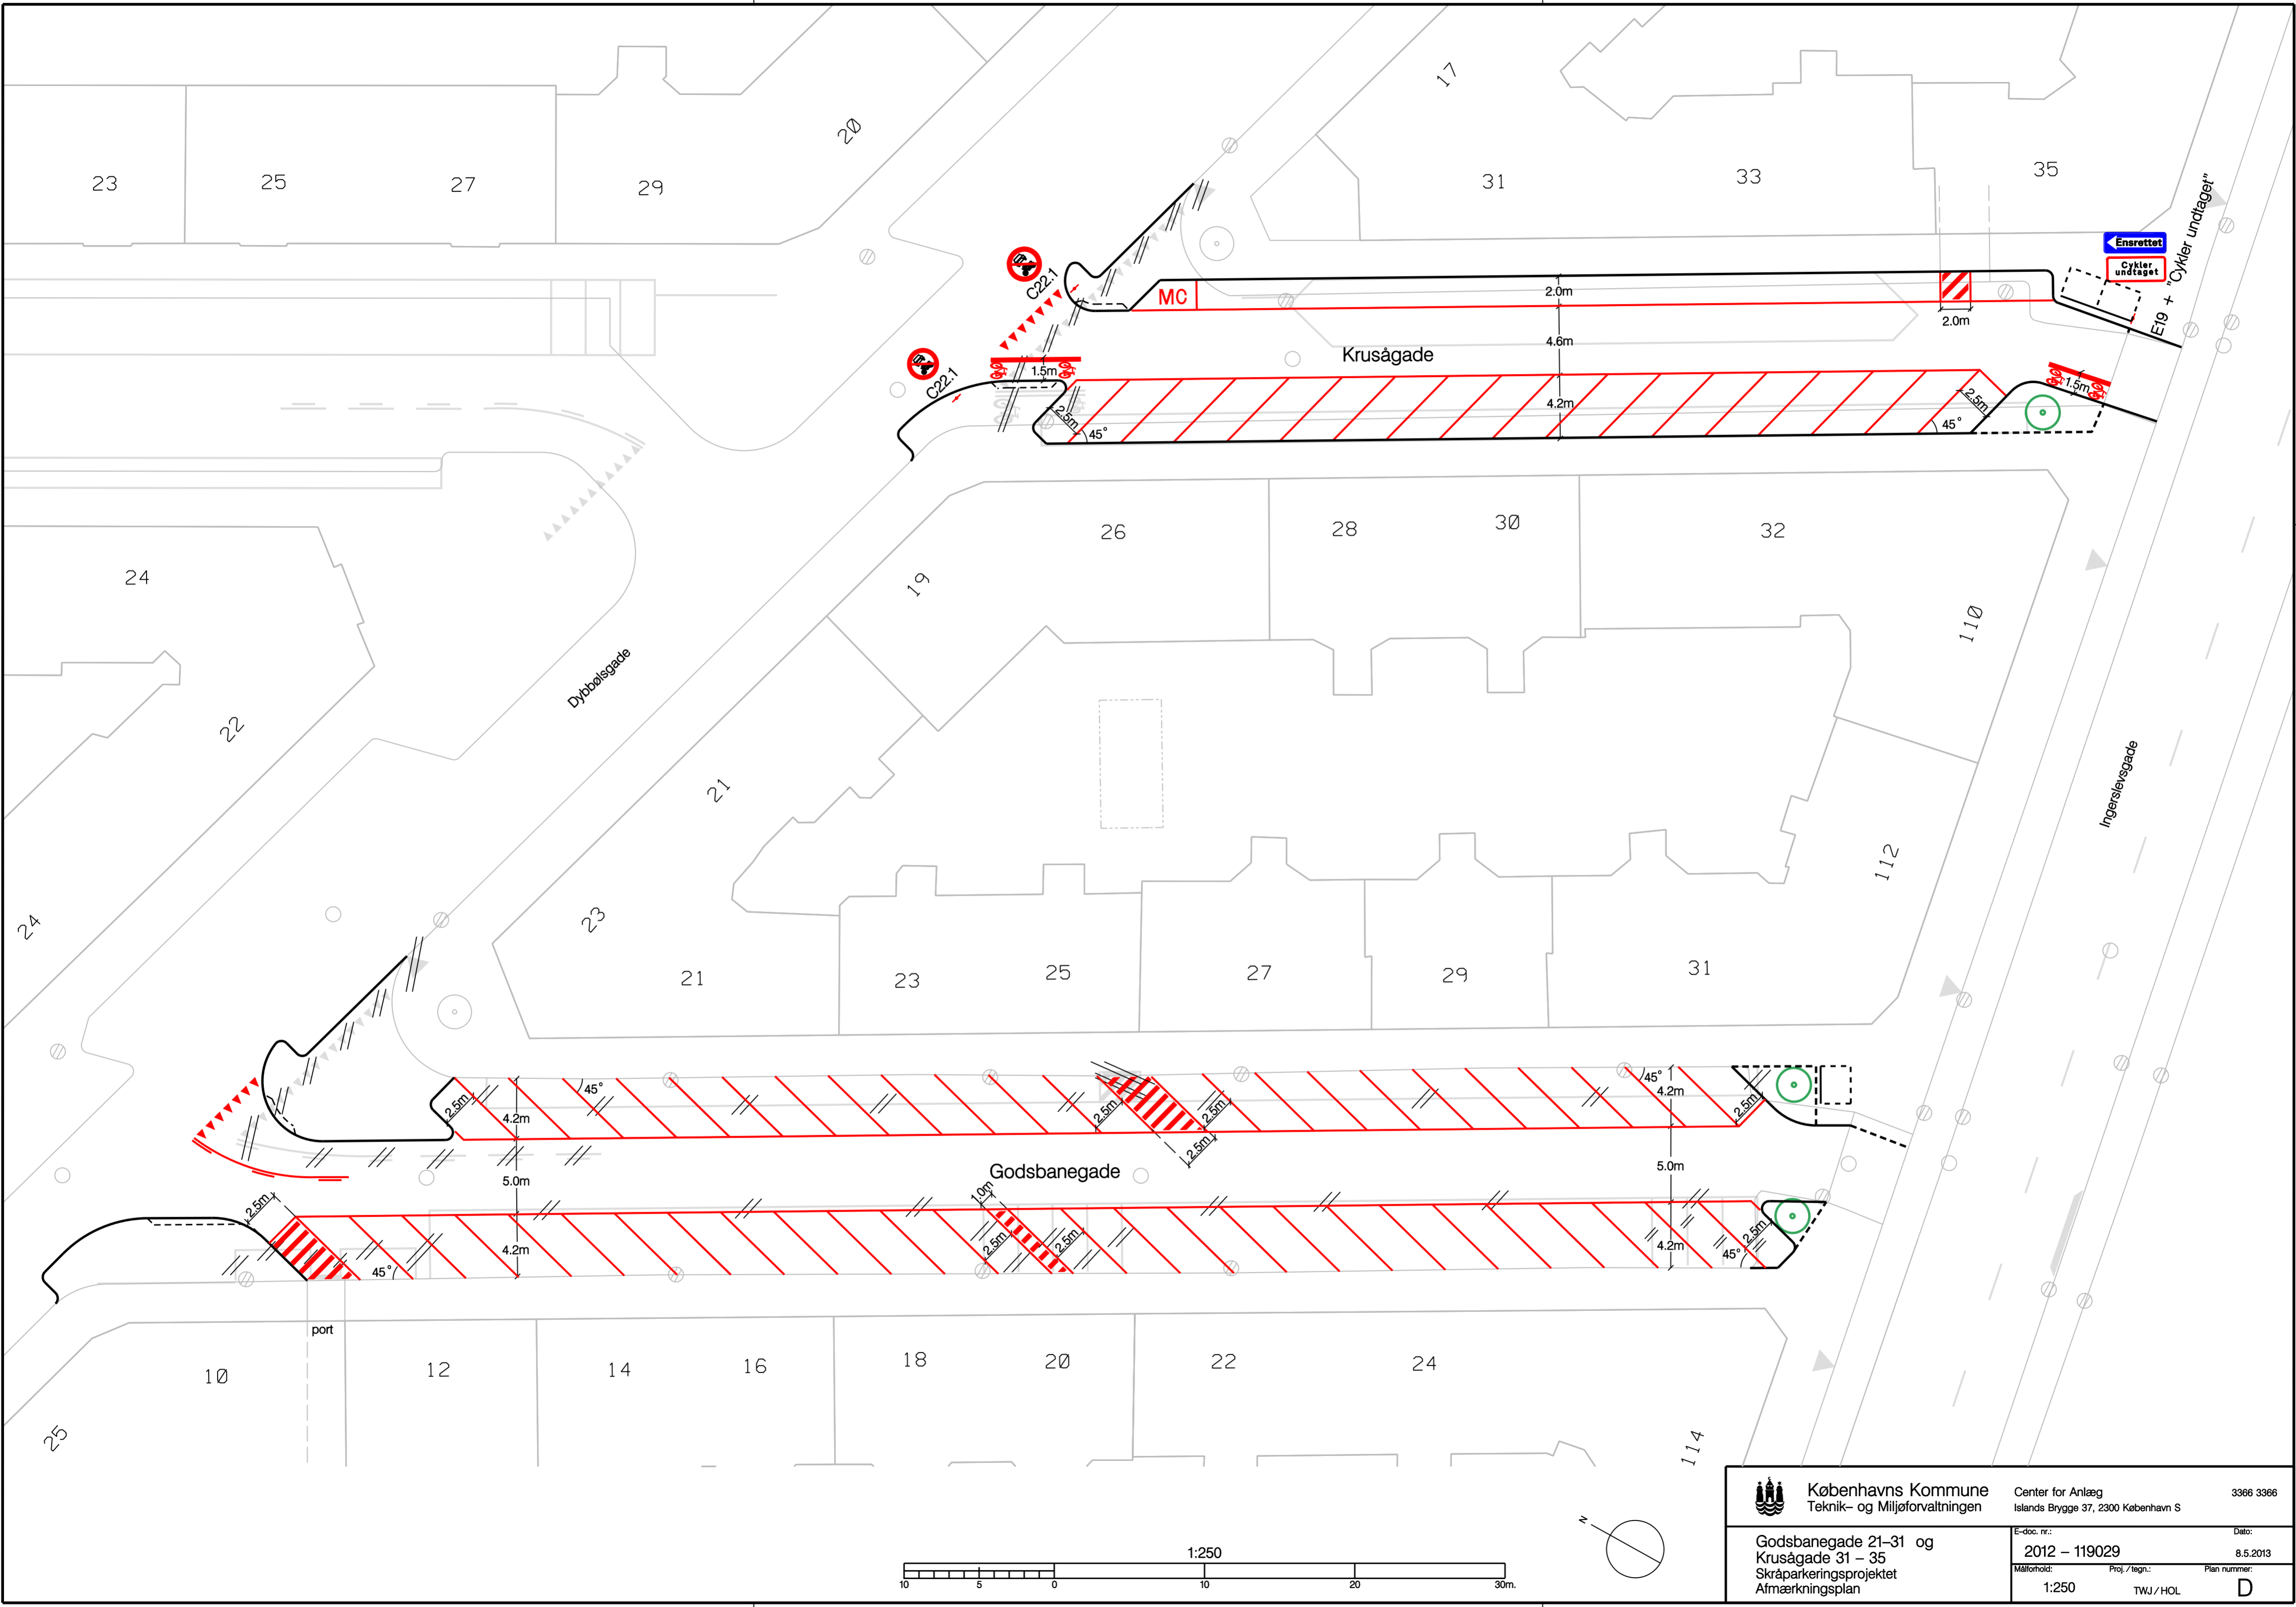 17
20
23
25
27
29
31
33
35
Ensrettet
Cykler
undtaget
E19 + "Cykler undtaget"
C22.1
MC
2.0m
2.0m
4.6m
Krusågade
C22.1
1.5m
1.5m
2.5m
45°
4.2m
2.5m
45°
26
28
30
32
24
19
110
22
Dybbølsgade
21
Ingerslevsgade
112
24
23
21
23
25
27
29
31
2.5m
4.2m
45°
2.5m
2.5m
2.5m
45°
4.2m
2.5m
Godsbanegade
5.0m
5.0m
2.5m
1.0m
4.2m
45°
2.5m
2.5m
4.2m
2.5m
45°
port
10
12
14
16
18
20
22
24
25
114
N
1:250
10 5 0 10 20 30m.
Københavns Kommune
Teknik– og Miljøforvaltningen
Center for Anlæg 3366 3366
Islands Brygge 37, 2300 København S
Godsbanegade 21–31 og
Krusågade 31 – 35
Skråparkeringsprojektet
Afmærkningsplan
E–doc. nr.: Dato:
2012 – 119029 8.5.2013
Målforhold: Proj./tegn.: Plan nummer:
1:250 TWJ/HOL D